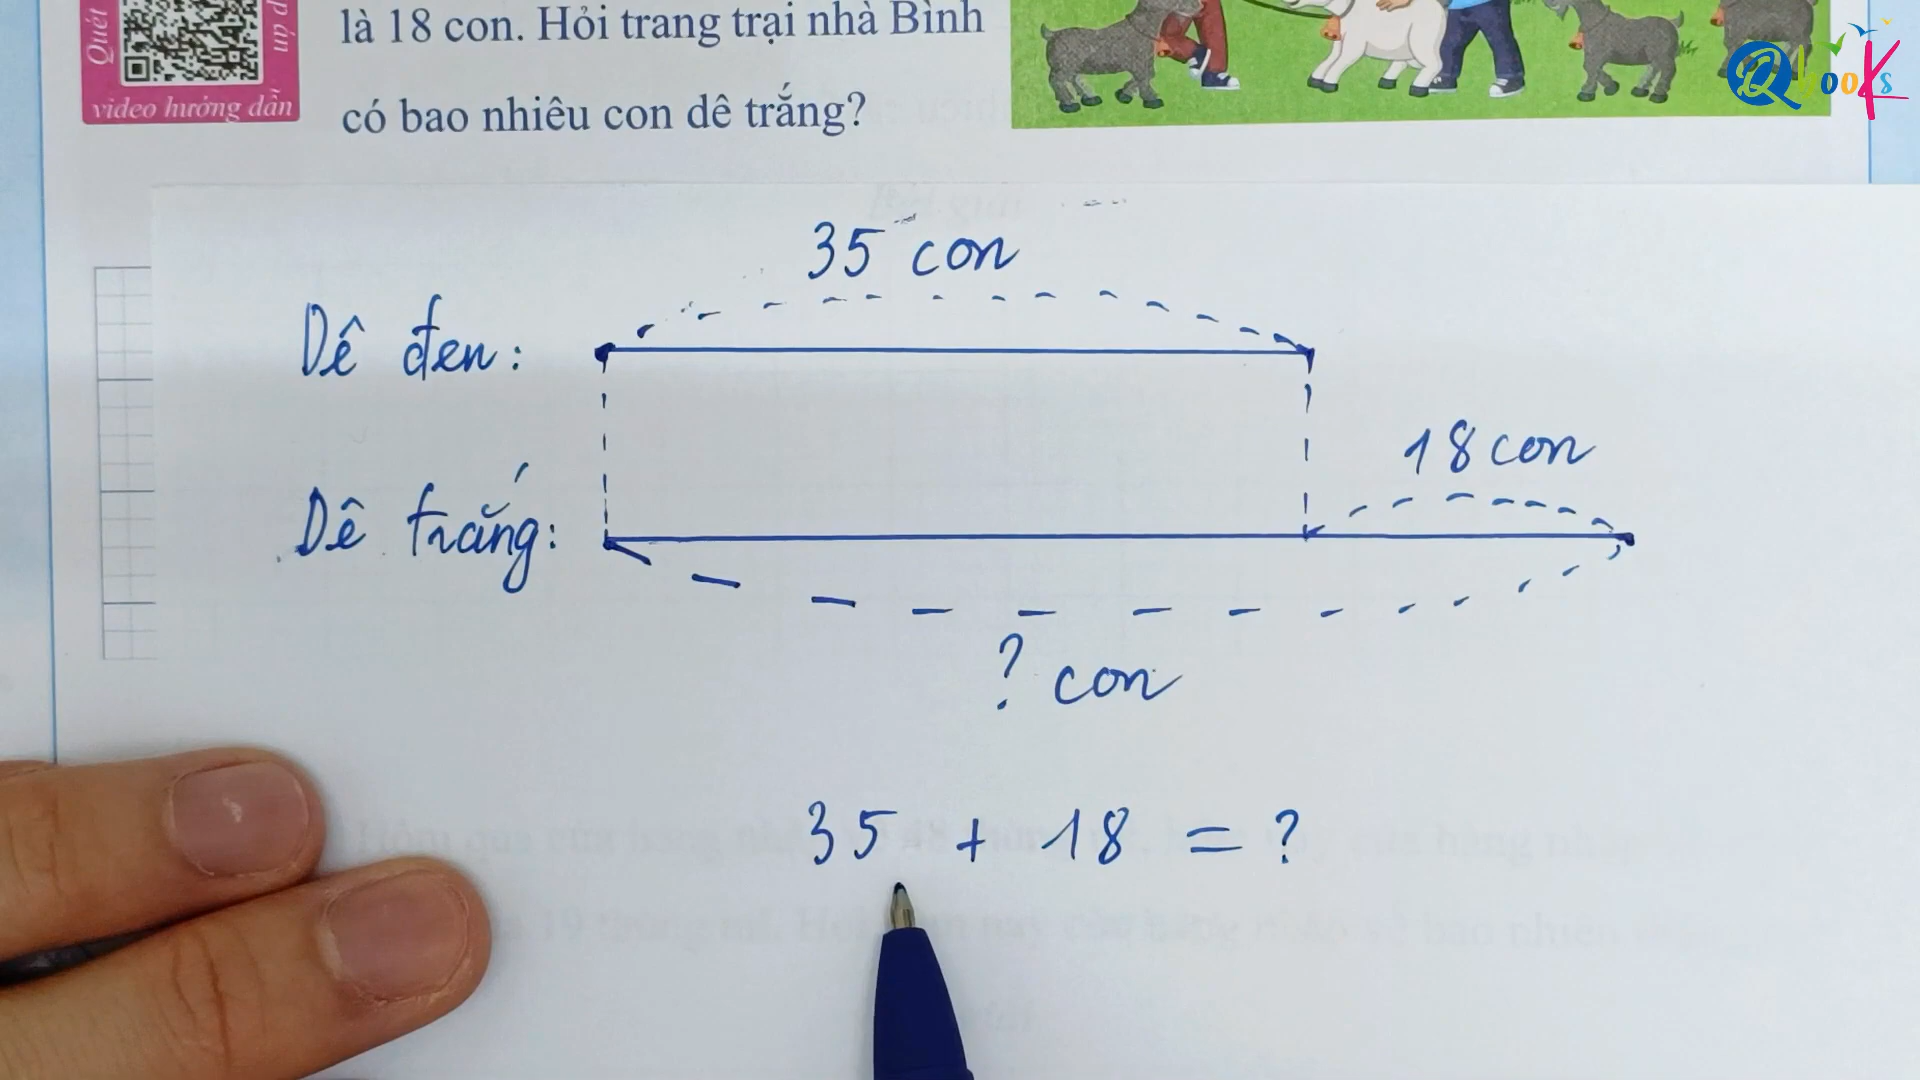 Quét
video hướng dẫn
là 18 con. Hỏi trang trại nhà Bình
có bao nhiêu con dê trắng?
Qbooks
35 con
Dê đen:
18 con
Dê trắng:
? con
35 + 18 = ?